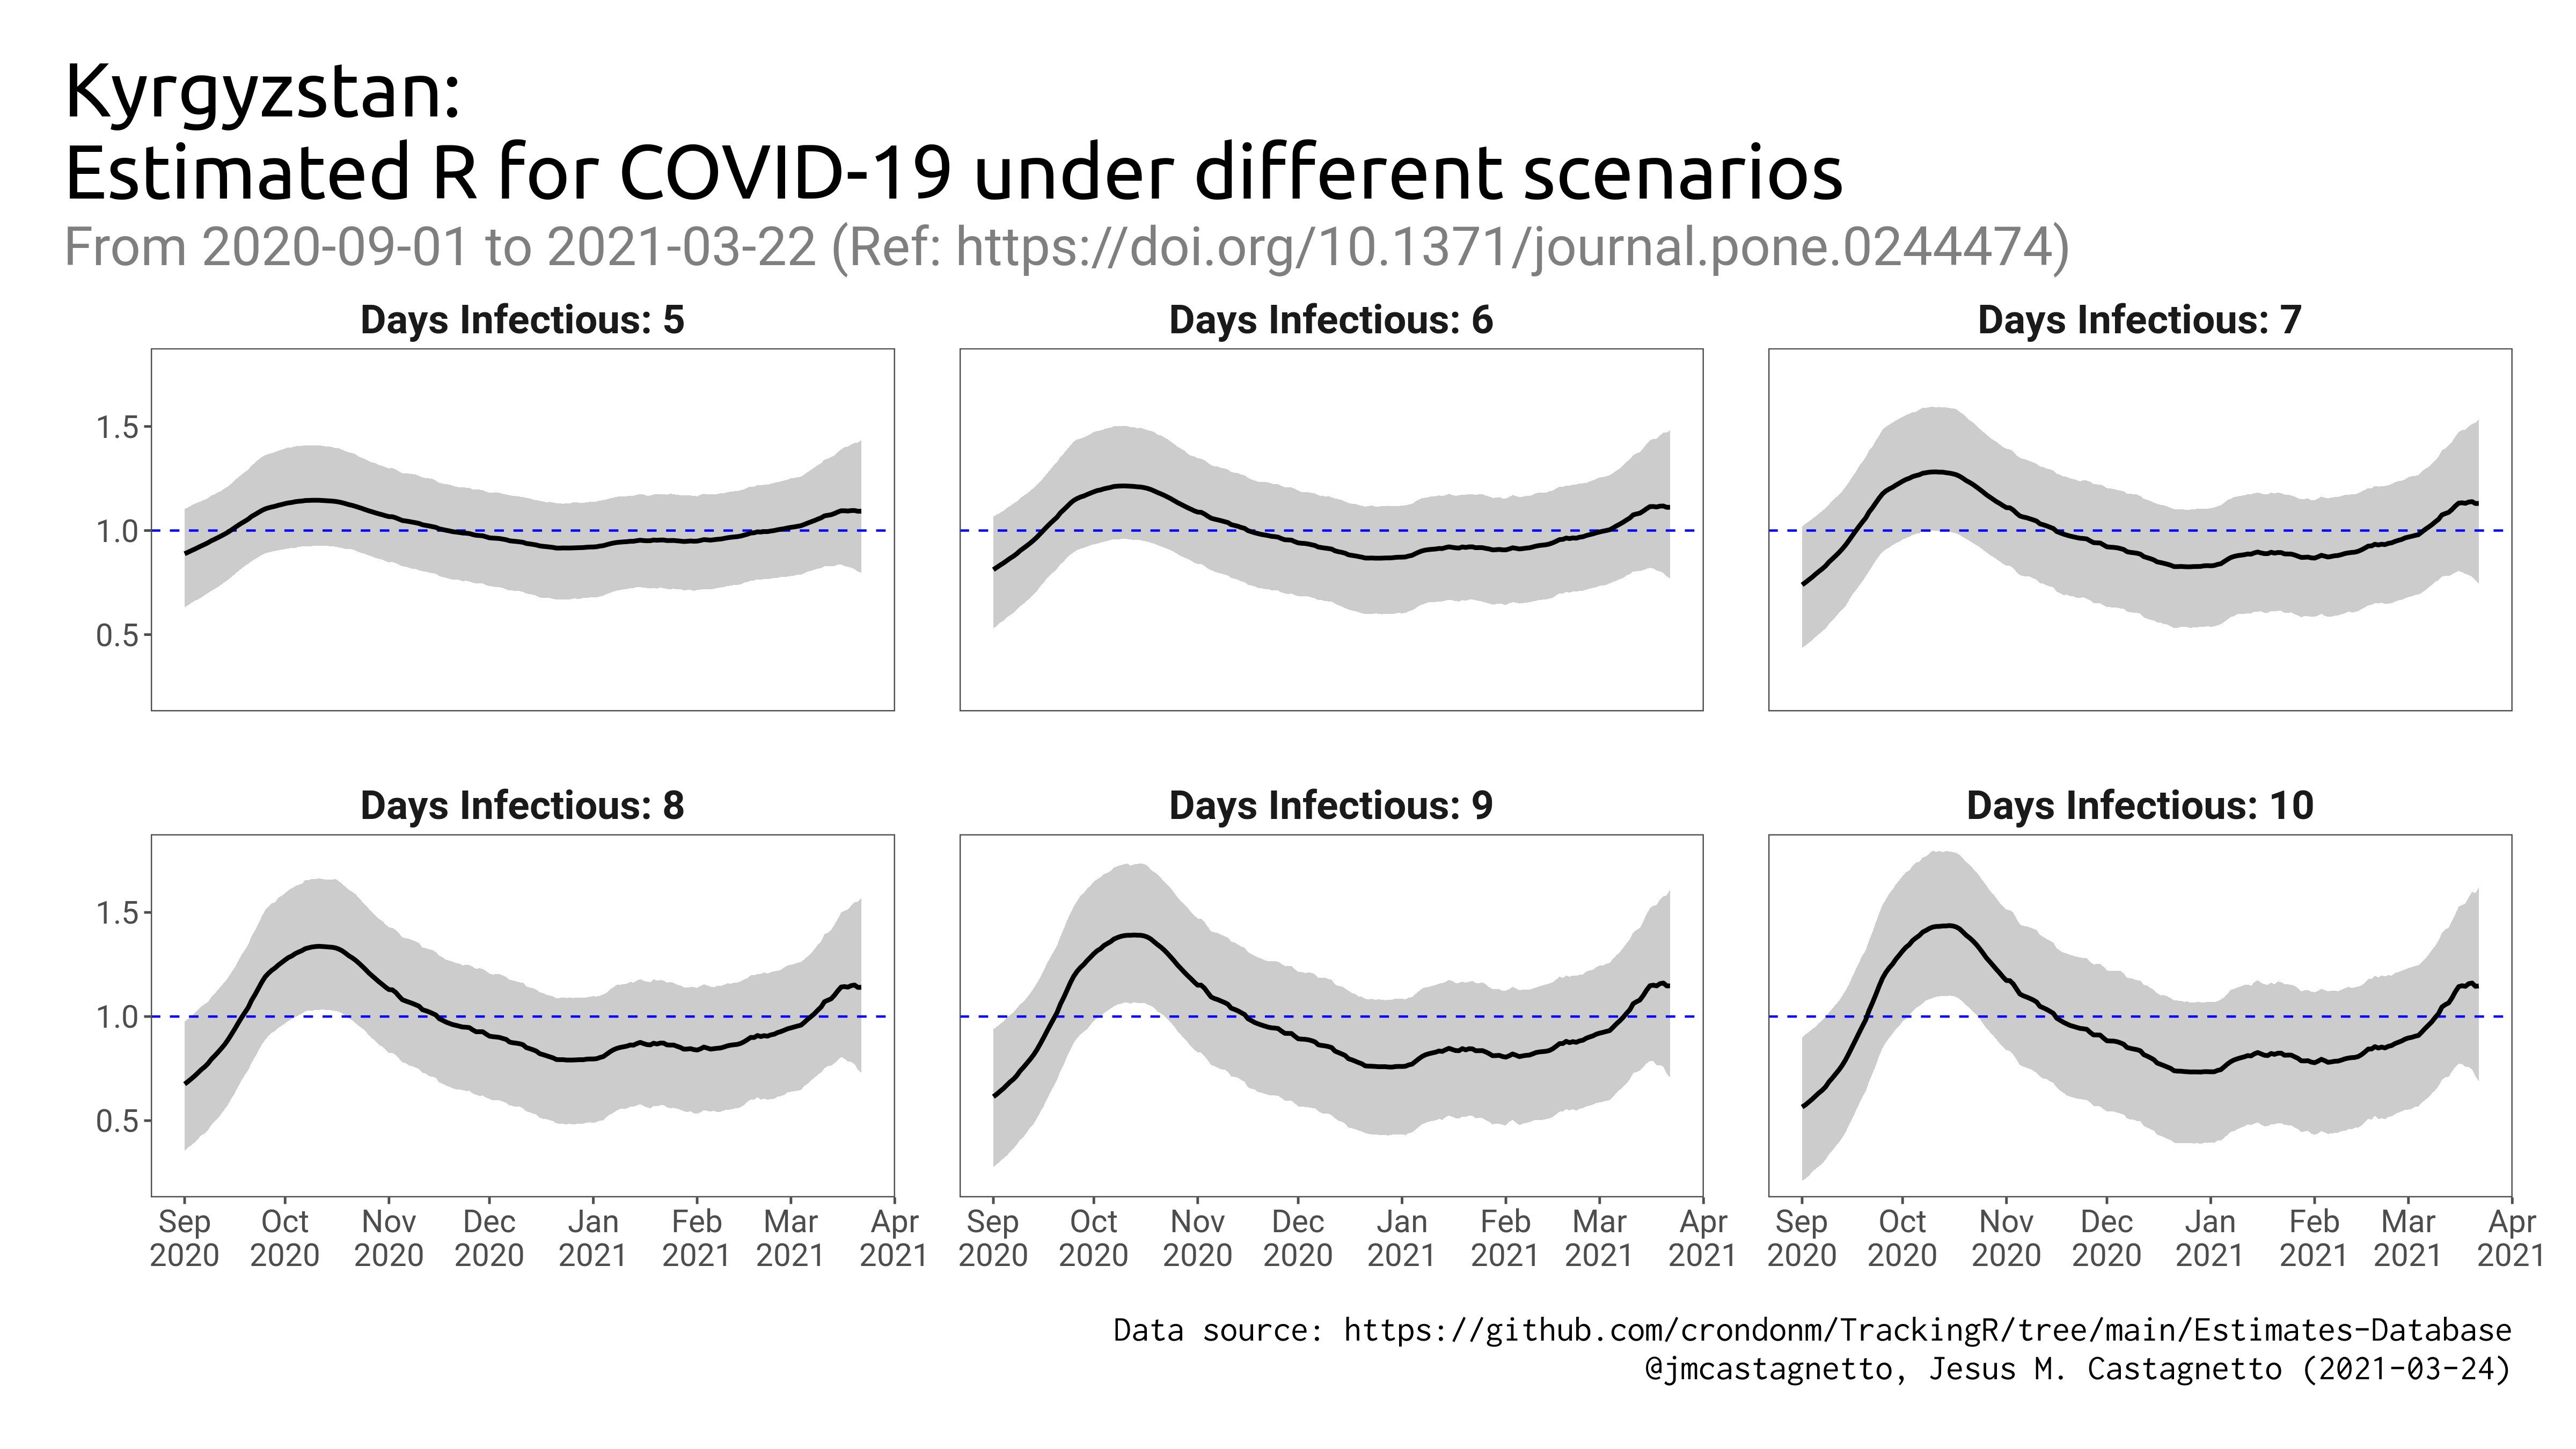 Kyrgyzstan:
Estimated R for COVID-19 under different scenarios
From 2020-09-01 to 2021-03-22 (Ref: https://doi.org/10.1371/journal.pone.0244474)
Days Infectious: 5
Days Infectious: 6
Days Infectious: 7
1.5
1.0
0.5
Days Infectious: 8
Days Infectious: 9
Days Infectious: 10
1.5
1.0
0.5
Sep Oct Nov Dec Jan Feb Mar Apr
2020 2020 2020 2020 2021 2021 2021 2021
Sep Oct Nov Dec Jan Feb Mar Apr
2020 2020 2020 2020 2021 2021 2021 2021
Sep Oct Nov Dec Jan Feb Mar Apr
2020 2020 2020 2020 2021 2021 2021 2021
Data source: https://github.com/crondonm/TrackingR/tree/main/Estimates-Database
@jmcastagnetto, Jesus M. Castagnetto (2021-03-24)